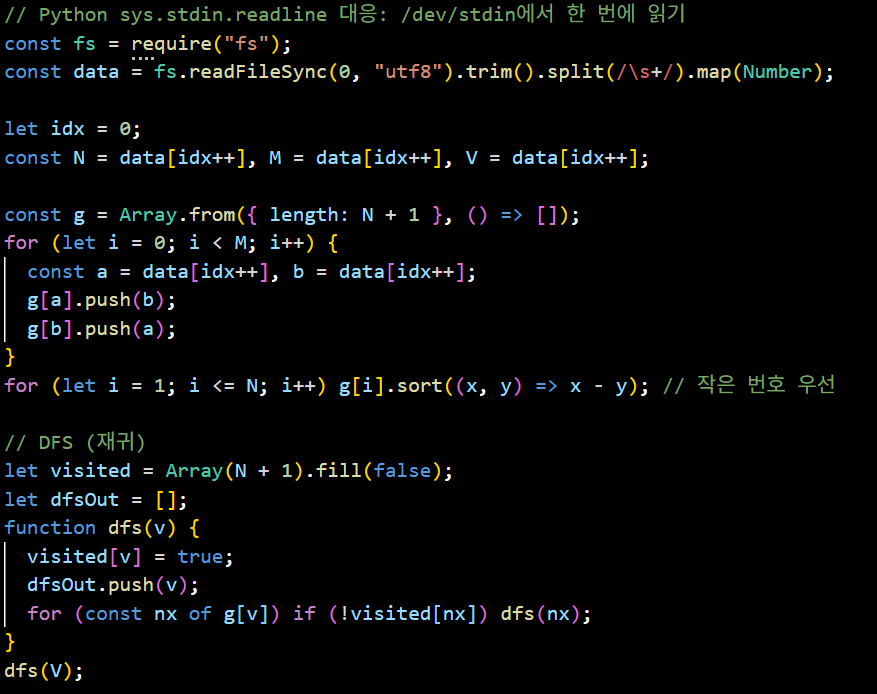 // Python sys.stdin.readline 대응: /dev/stdin에서 한 번에 읽기
const fs = require("fs");
const data = fs.readFileSync(0, "utf8").trim().split(/\s+/).map(Number);

let idx = 0;
const N = data[idx++], M = data[idx++], V = data[idx++];

const g = Array.from({ length: N + 1 }, () => []);
for (let i = 0; i < M; i++) {
  const a = data[idx++], b = data[idx++];
  g[a].push(b);
  g[b].push(a);
}
for (let i = 1; i <= N; i++) g[i].sort((x, y) => x - y); // 작은 번호 우선

// DFS (재귀)
let visited = Array(N + 1).fill(false);
let dfsOut = [];
function dfs(v) {
  visited[v] = true;
  dfsOut.push(v);
  for (const nx of g[v]) if (!visited[nx]) dfs(nx);
}
dfs(V);